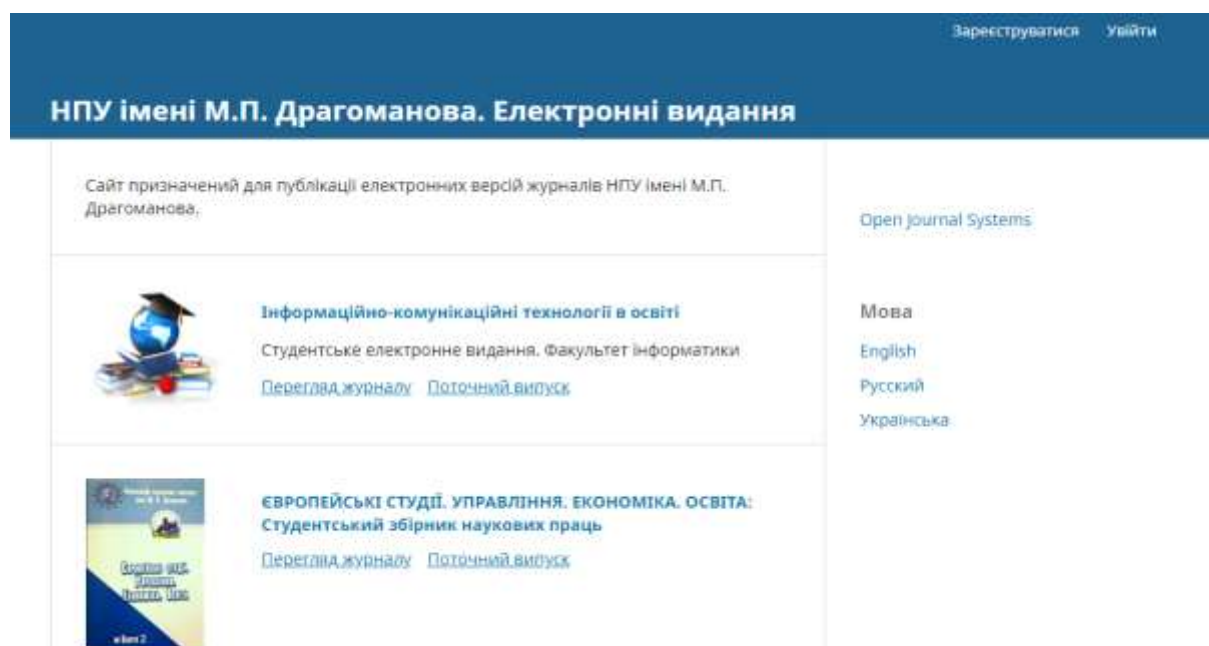 Зареєструватися Увійти
НПУ імені М.П. Драгоманова. Електронні видання
Сайт призначений для публікації електронних версій журналів НПУ імені М.П.
Драгоманова.
Open Journal Systems
Інформаційно-комунікаційні технології в освіті
Студентське електронне видання. Факультет інформатики
Перегляд журналу Поточний випуск
Мова
English
Русский
Українська
ЄВРОПЕЙСЬКІ СТУДІЇ. УПРАВЛІННЯ. ЕКОНОМІКА. ОСВІТА:
Студентський збірник наукових праць
Перегляд журналу Поточний випуск